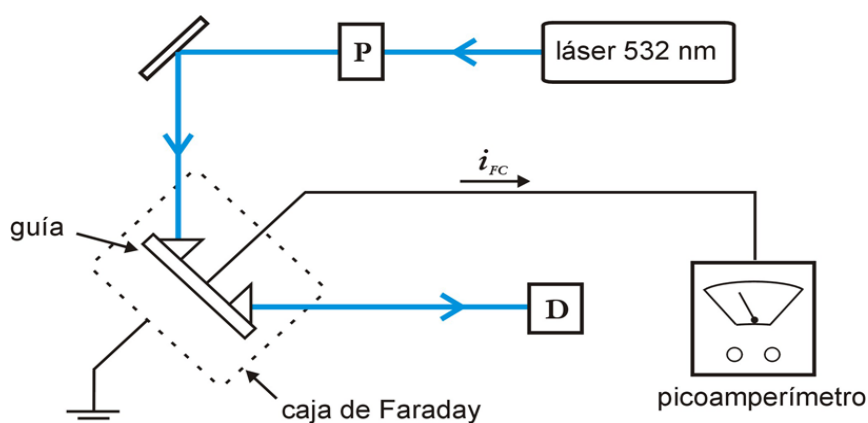 P
láser 532 nm
i_FC
guía
D
caja de Faraday
picoamperímetro